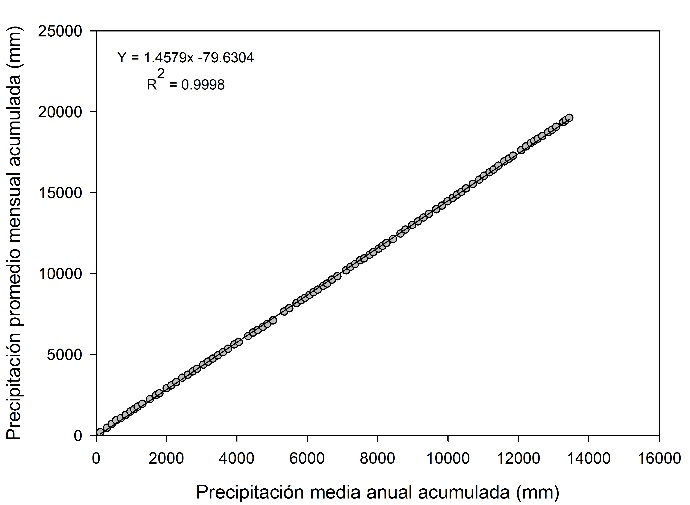 Y = 1.4579x -79.6304
R2 = 0.9998
Precipitación promedio mensual acumulada (mm)
25000
20000
15000
10000
5000
0
0 2000 4000 6000 8000 10000 12000 14000 16000
Precipitación media anual acumulada (mm)